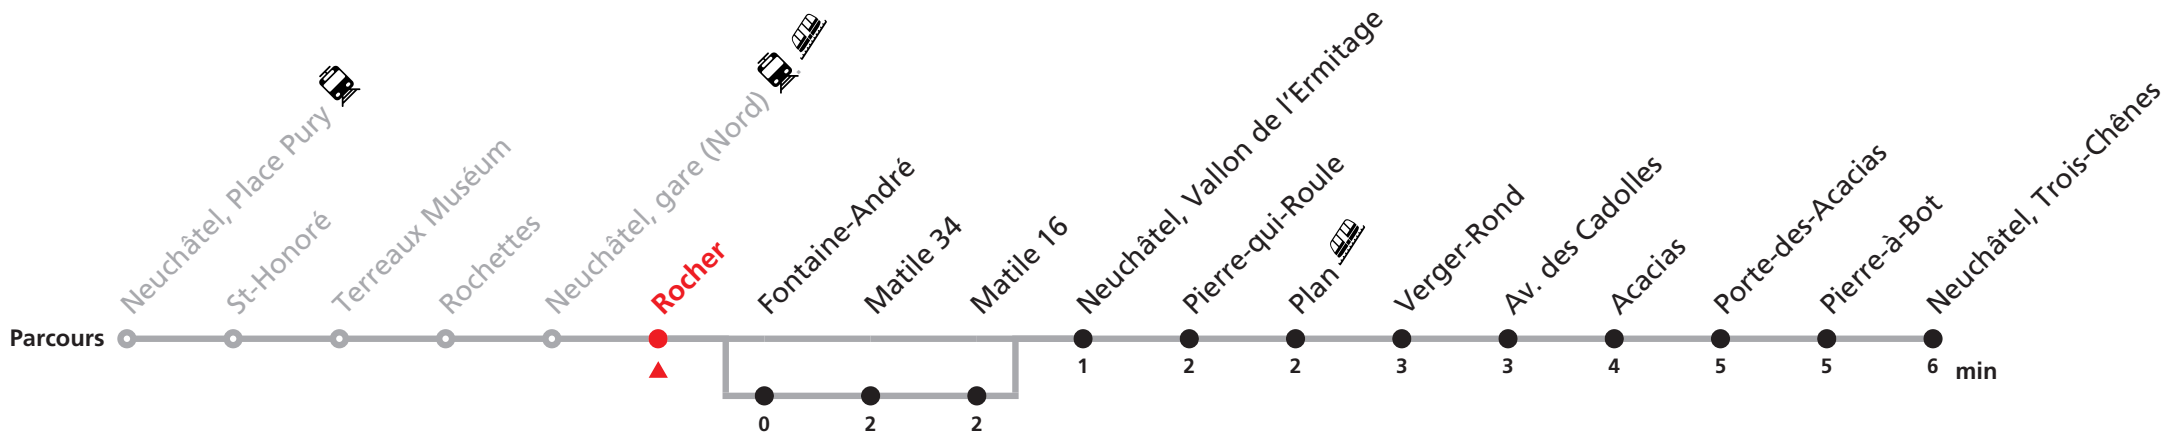 Neuchâtel, Place Pury
St-Honoré
Terreaux Muséum
Rochettes
Neuchâtel, gare (Nord)
Rocher
Fontaine-André
Matile 34
Matile 16
Neuchâtel, Vallon de l'Ermitage
Pierre-qui-Roule
Plan
Verger-Rond
Av. des Cadolles
Acacias
Porte-des-Acacias
Pierre-à-Bot
Neuchâtel, Trois-Chênes
Parcours
1 2 2 3 3 4 5 5 6 min
0 2 2